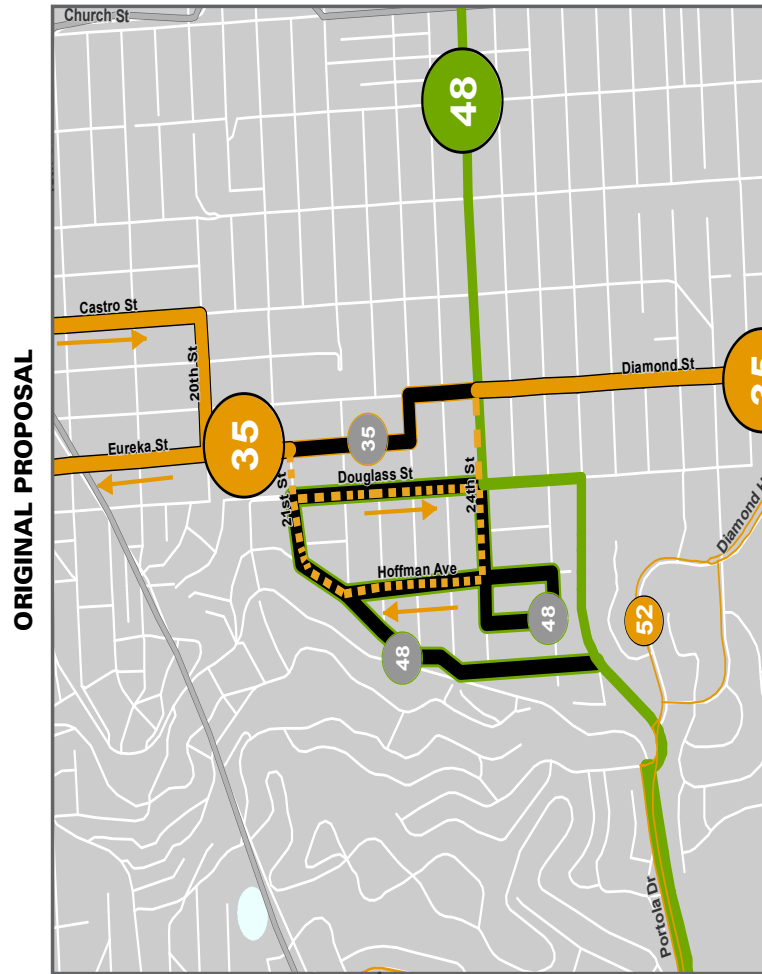 ORIGINAL PROPOSAL
Church St
48
Castro St
20th St
Diamond St
35
Eureka St
35
35
21st St
Douglass St
24th St
Hoffman Ave
48
48
52
Diamond H
Portola Dr